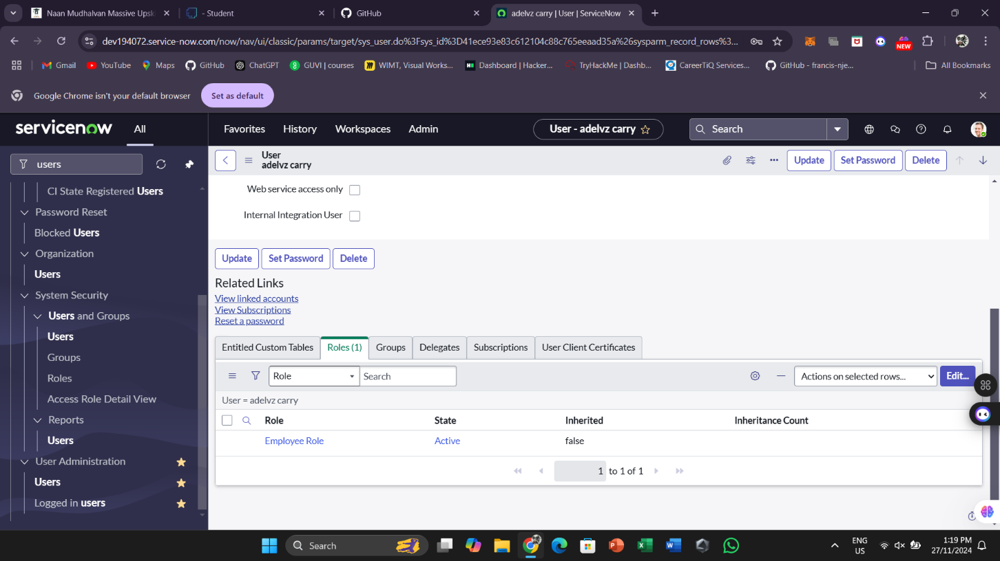 Naan Mudhalvan Massive Upsk
- Student
GitHub
adelvz carry | User | ServiceNow
dev194072.service-now.com/now/nav/ui/classic/params/target/sys_user.do%3Fsys_id%3D41ece93e83c612104c88c765eeaad35a%26sysparm_record_rows%3...
NEW
Gmail
YouTube
Maps
GitHub
ChatGPT
GUVI | courses
WIMT, Visual Works...
Dashboard | Hacker...
TryHackMe | Dashb...
CareerTiQ Services...
GitHub - francis-nje...
All Bookmarks
Google Chrome isn't your default browser
Set as default
servicenow
All
Favorites
History
Workspaces
Admin
User - adelvz carry
Search
users
CI State Registered Users
Password Reset
Blocked Users
Organization
Users
System Security
Users and Groups
Users
Groups
Roles
Access Role Detail View
Reports
Users
User Administration
Users
Logged in users
User
adelvz carry
Update
Set Password
Delete
Web service access only
Internal Integration User
Update
Set Password
Delete
Related Links
View linked accounts
View Subscriptions
Reset a password
Entitled Custom Tables
Roles (1)
Groups
Delegates
Subscriptions
User Client Certificates
Role
Search
Actions on selected rows...
Edit...
User = adelvz carry
Role State Inherited Inheritance Count
Employee Role Active false
1 to 1 of 1
Search
ENG
US
1:19 PM
27/11/2024